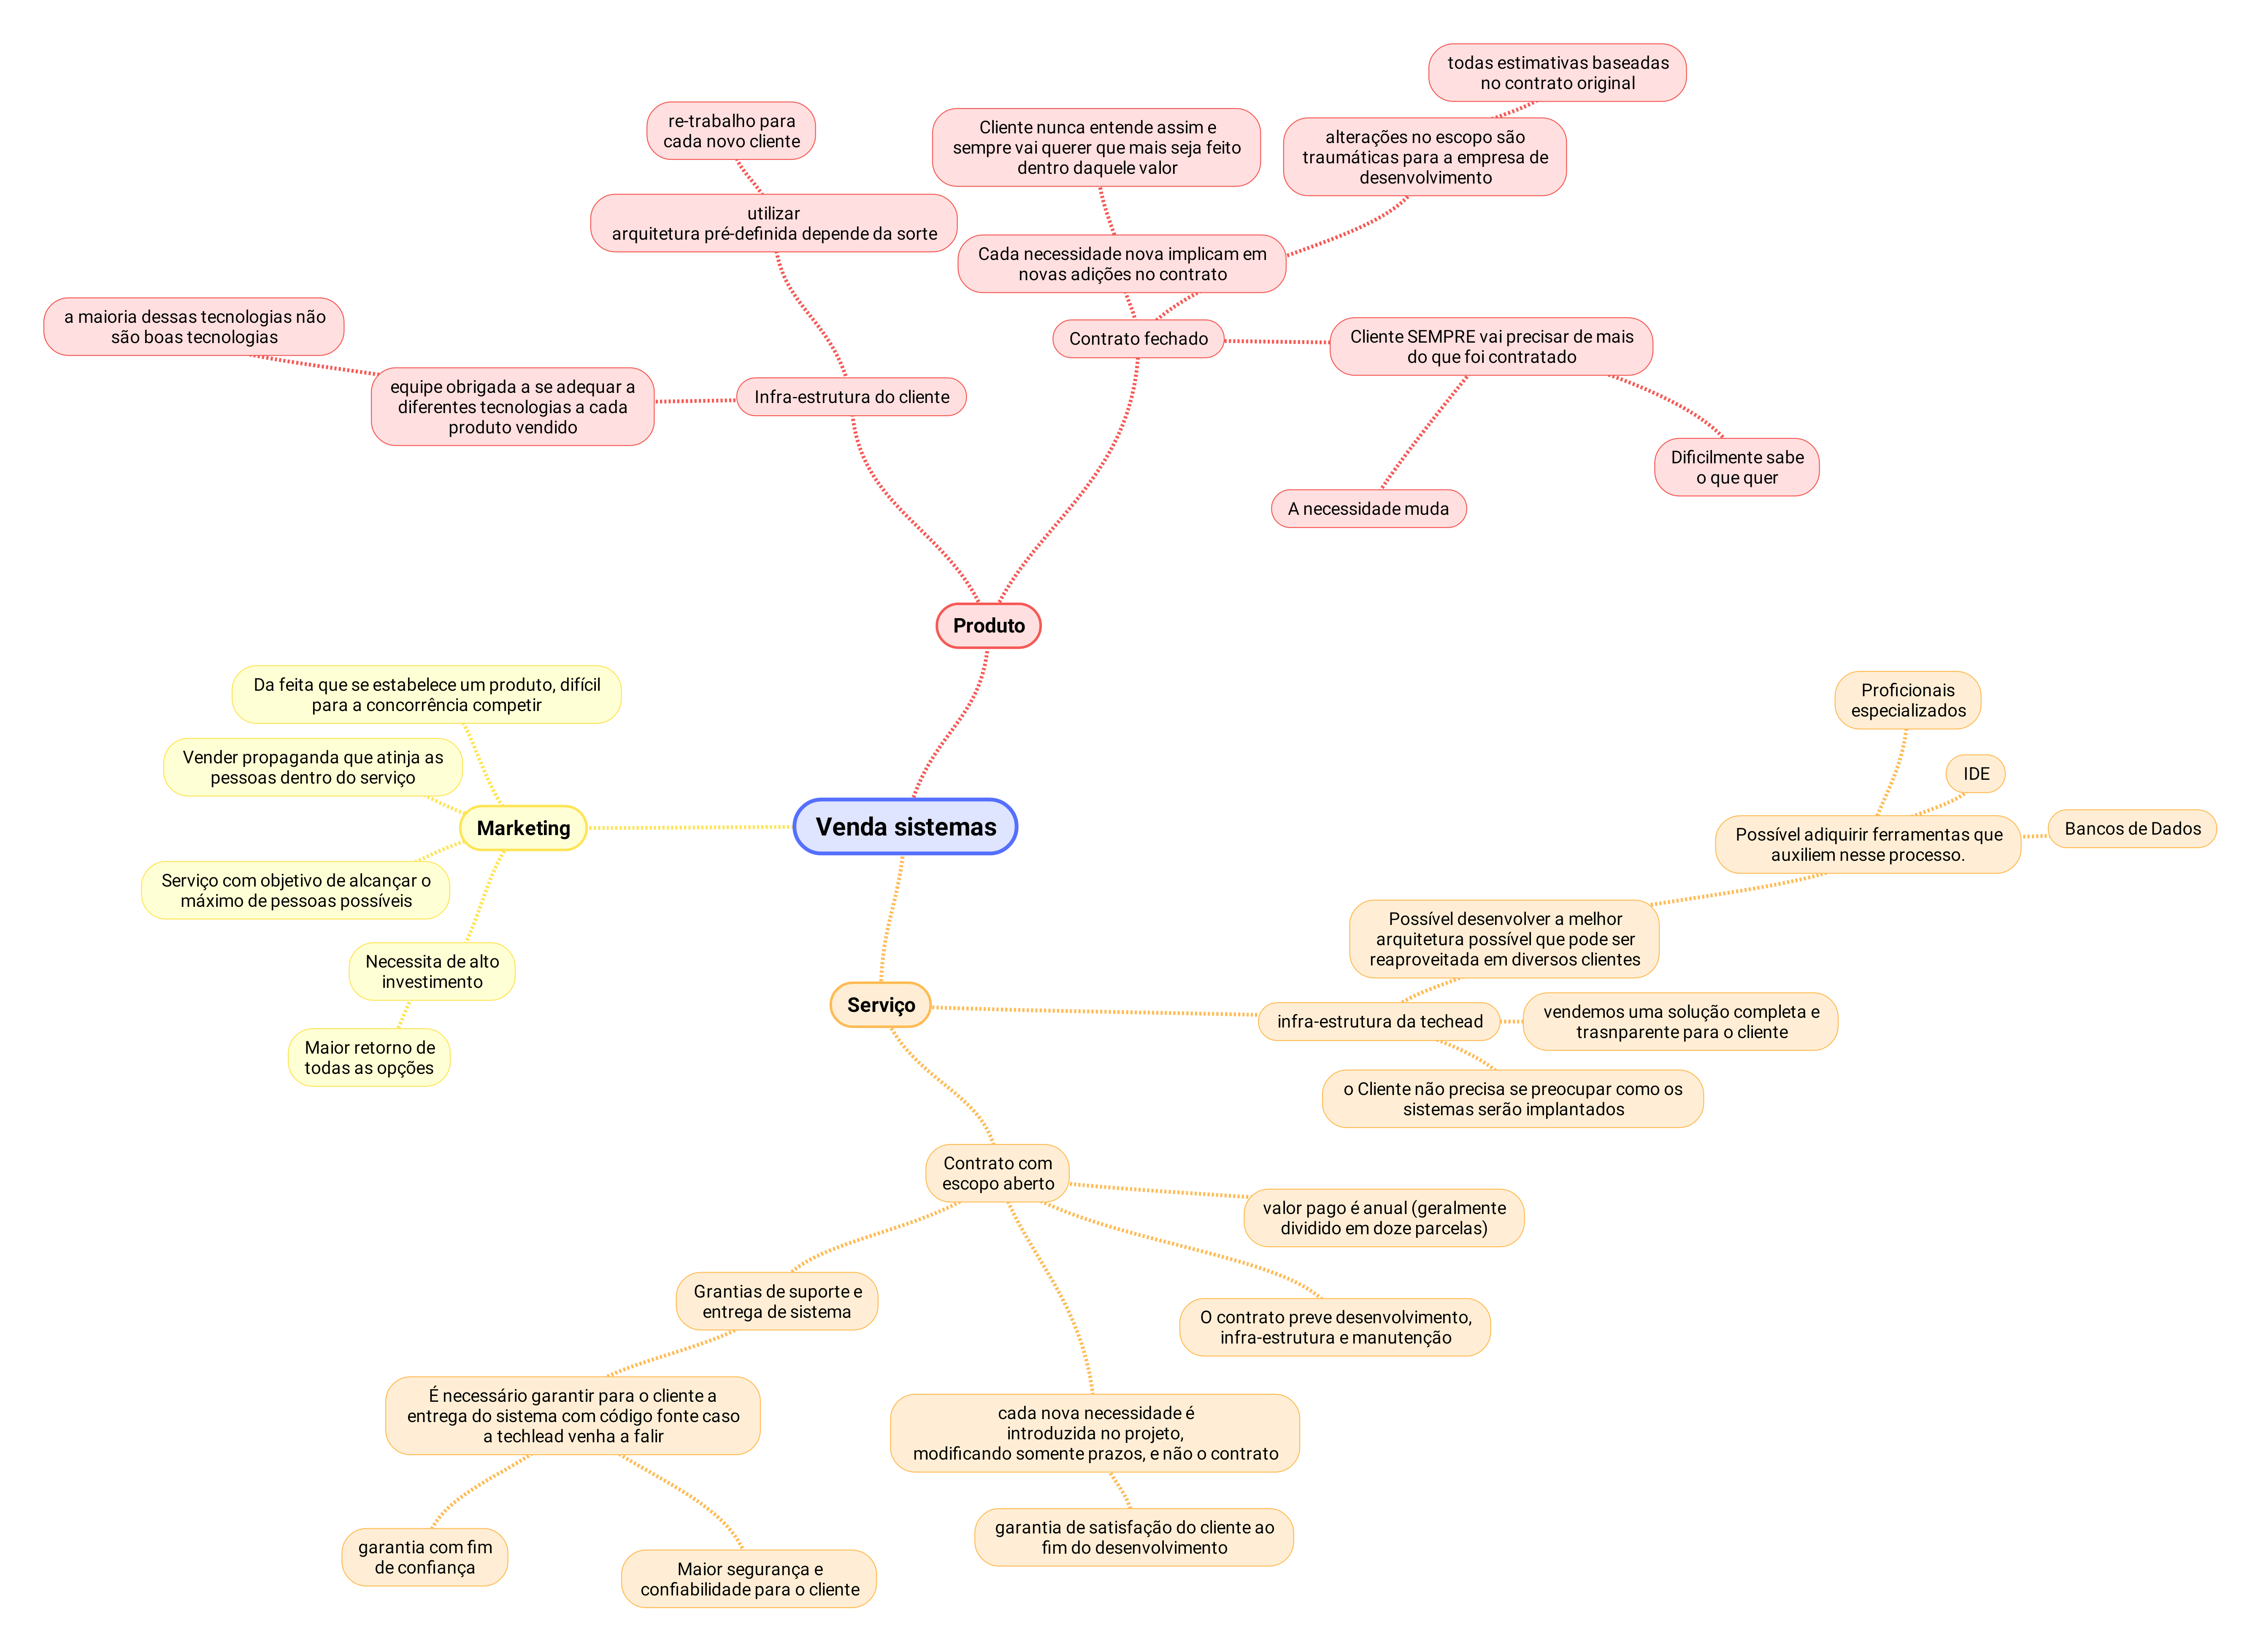 todas estimativas baseadas
no contrato original
re-trabalho para
cada novo cliente
Cliente nunca entende assim e
sempre vai querer que mais seja feito
dentro daquele valor
alterações no escopo são
traumáticas para a empresa de
desenvolvimento
utilizar
arquitetura pré-definida depende da sorte
Cada necessidade nova implicam em
novas adições no contrato
a maioria dessas tecnologias não
são boas tecnologias
Contrato fechado
Cliente SEMPRE vai precisar de mais
do que foi contratado
equipe obrigada a se adequar a
diferentes tecnologias a cada
produto vendido
Infra-estrutura do cliente
Dificilmente sabe
o que quer
A necessidade muda
Produto
Da feita que se estabelece um produto, difícil
para a concorrência competir
Vender propaganda que atinja as
pessoas dentro do serviço
Marketing
Venda sistemas
Serviço com objetivo de alcançar o
máximo de pessoas possíveis
Necessita de alto
investimento
Maior retorno de
todas as opções
Proficionais
especializados
IDE
Possível adiquirir ferramentas que
auxiliem nesse processo.
Bancos de Dados
Possível desenvolver a melhor
arquitetura possível que pode ser
reaproveitada em diversos clientes
Serviço
infra-estrutura da techead
vendemos uma solução completa e
trasnparente para o cliente
o Cliente não precisa se preocupar como os
sistemas serão implantados
Contrato com
escopo aberto
valor pago é anual (geralmente
dividido em doze parcelas)
Grantias de suporte e
entrega de sistema
O contrato preve desenvolvimento,
infra-estrutura e manutenção
É necessário garantir para o cliente a
entrega do sistema com código fonte caso
a techlead venha a falir
cada nova necessidade é
introduzida no projeto,
modificando somente prazos, e não o contrato
garantia de satisfação do cliente ao
fim do desenvolvimento
garantia com fim
de confiança
Maior segurança e
confiabilidade para o cliente